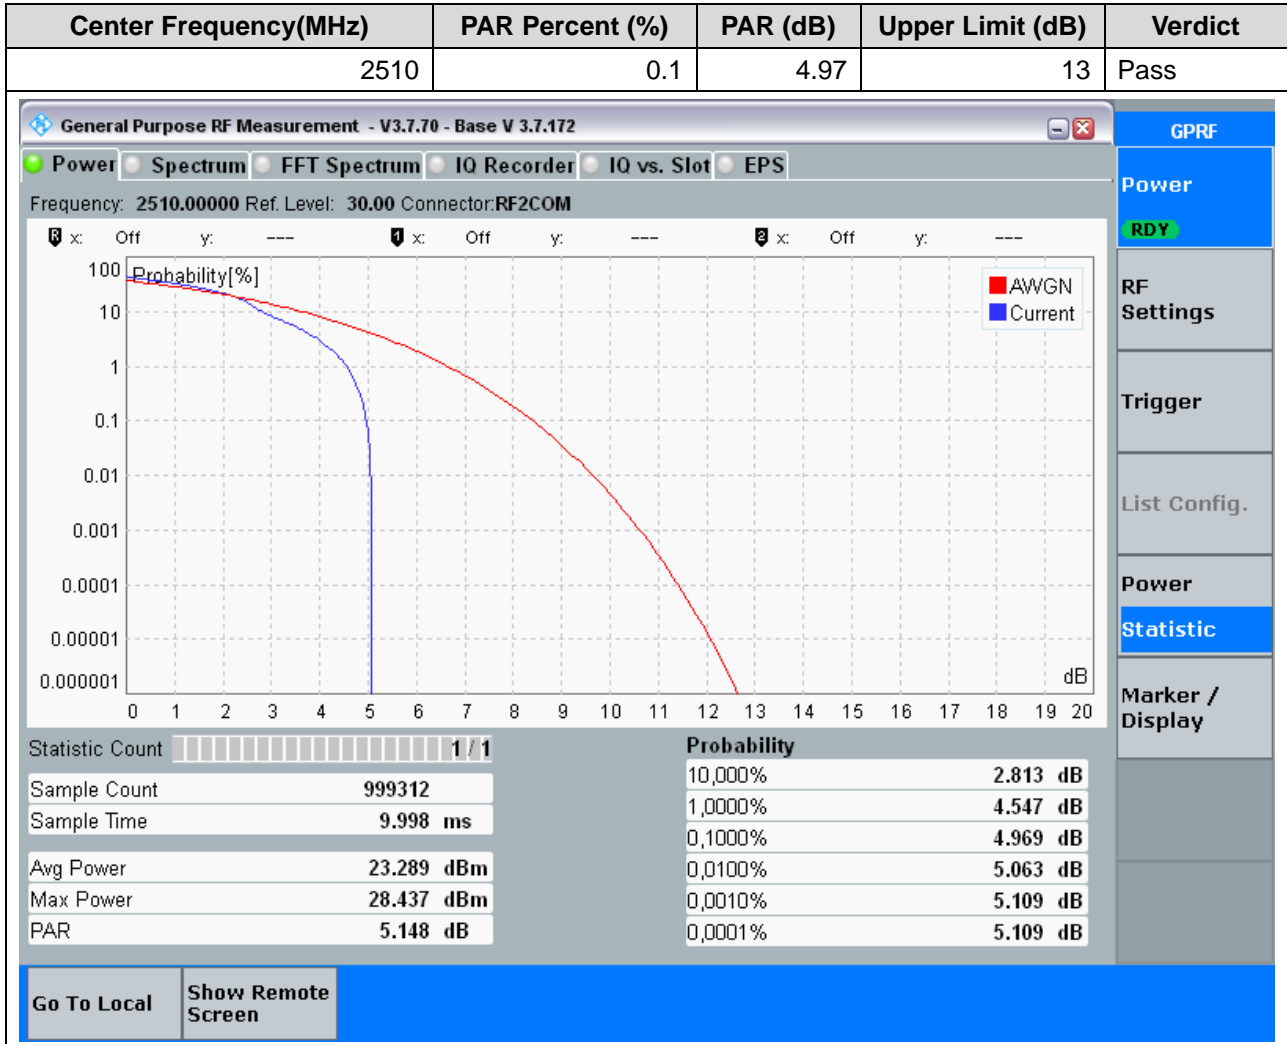 Center Frequency(MHz) PAR Percent (%) PAR (dB) Upper Limit (dB) Verdict
2510 0.1 4.97 13 Pass
General Purpose RF Measurement - V3.7.70 - Base V 3.7.172
GPRF
Power Spectrum FFT Spectrum IQ Recorder IQ vs. Slot EPS
Frequency: 2510.00000 Ref. Level: 30.00 Connector:RF2COM
R x: Off y: --- 1 x: Off y: --- 2 x: Off y: ---
Probability[%]
100
10
1
0.1
0.01
0.001
0.0001
0.00001
0.000001
AWGN
Current
dB
0 1 2 3 4 5 6 7 8 9 10 11 12 13 14 15 16 17 18 19 20
Statistic Count 1 / 1
Sample Count 999312
Sample Time 9.998 ms
Avg Power 23.289 dBm
Max Power 28.437 dBm
PAR 5.148 dB
Probability
10,000% 2.813 dB
1,0000% 4.547 dB
0,1000% 4.969 dB
0,0100% 5.063 dB
0,0010% 5.109 dB
0,0001% 5.109 dB
Power
RDY
RF
Settings
Trigger
List Config.
Power
Statistic
Marker /
Display
Go To Local
Show Remote
Screen